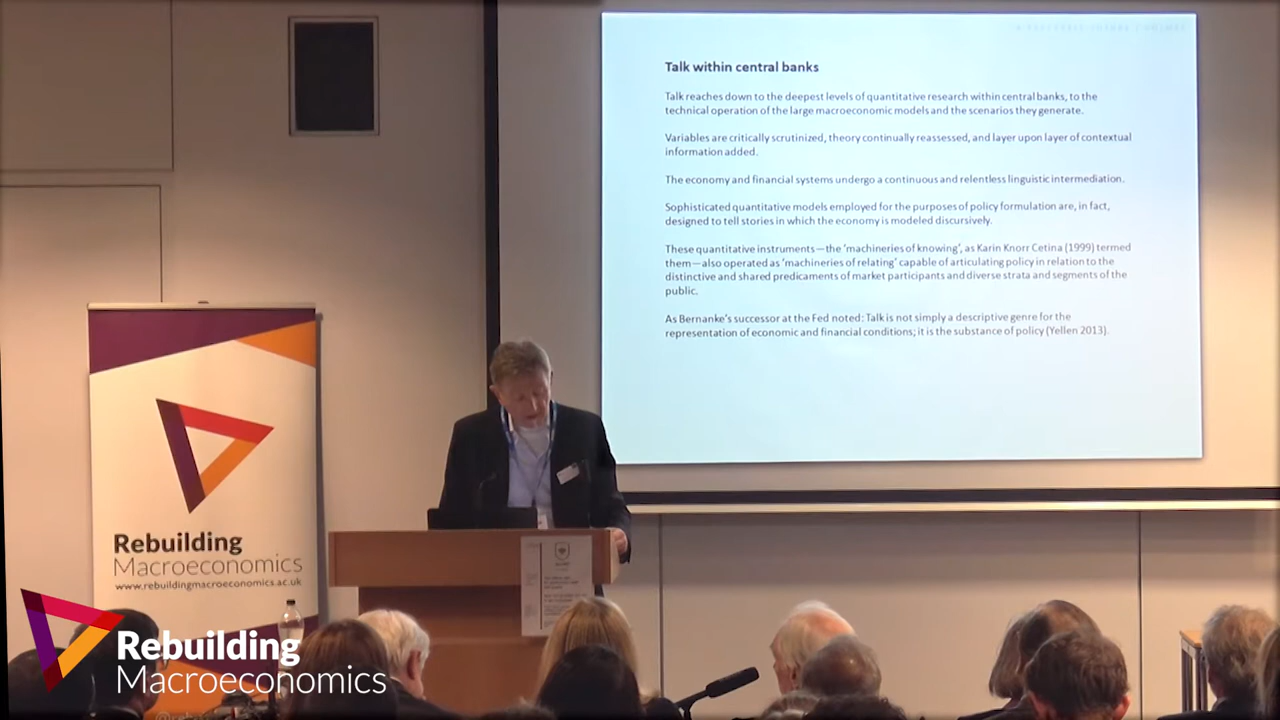 Talk within central banks
Talk reaches down to the deepest levels of quantitative research within central banks, to the
technical operation of the large macroeconomic models and the scenarios they generate.
Variables are critically scrutinized, theory continually reassessed, and layer upon layer of contextual
information added.
The economy and financial systems undergo a continuous and relentless linguistic intermediation.
Sophisticated quantitative models employed for the purposes of policy formulation are, in fact,
designed to tell stories in which the economy is modeled discursively.
These quantitative instruments—the ‘machineries of knowing’, as Karin Knorr Cetina (1999) termed
them—also operated as ‘machineries of relating’ capable of articulating policy in relation to the
distinctive and shared predicaments of market participants and diverse strata and segments of the
public.
As Bernanke’s successor at the Fed noted: Talk is not simply a descriptive genre for the
representation of economic and financial conditions; it is the substance of policy (Yellen 2013).
Rebuilding
Macroeconomics
www.rebuildingmacroeconomics.ac.uk
Rebuilding
Macroeconomics